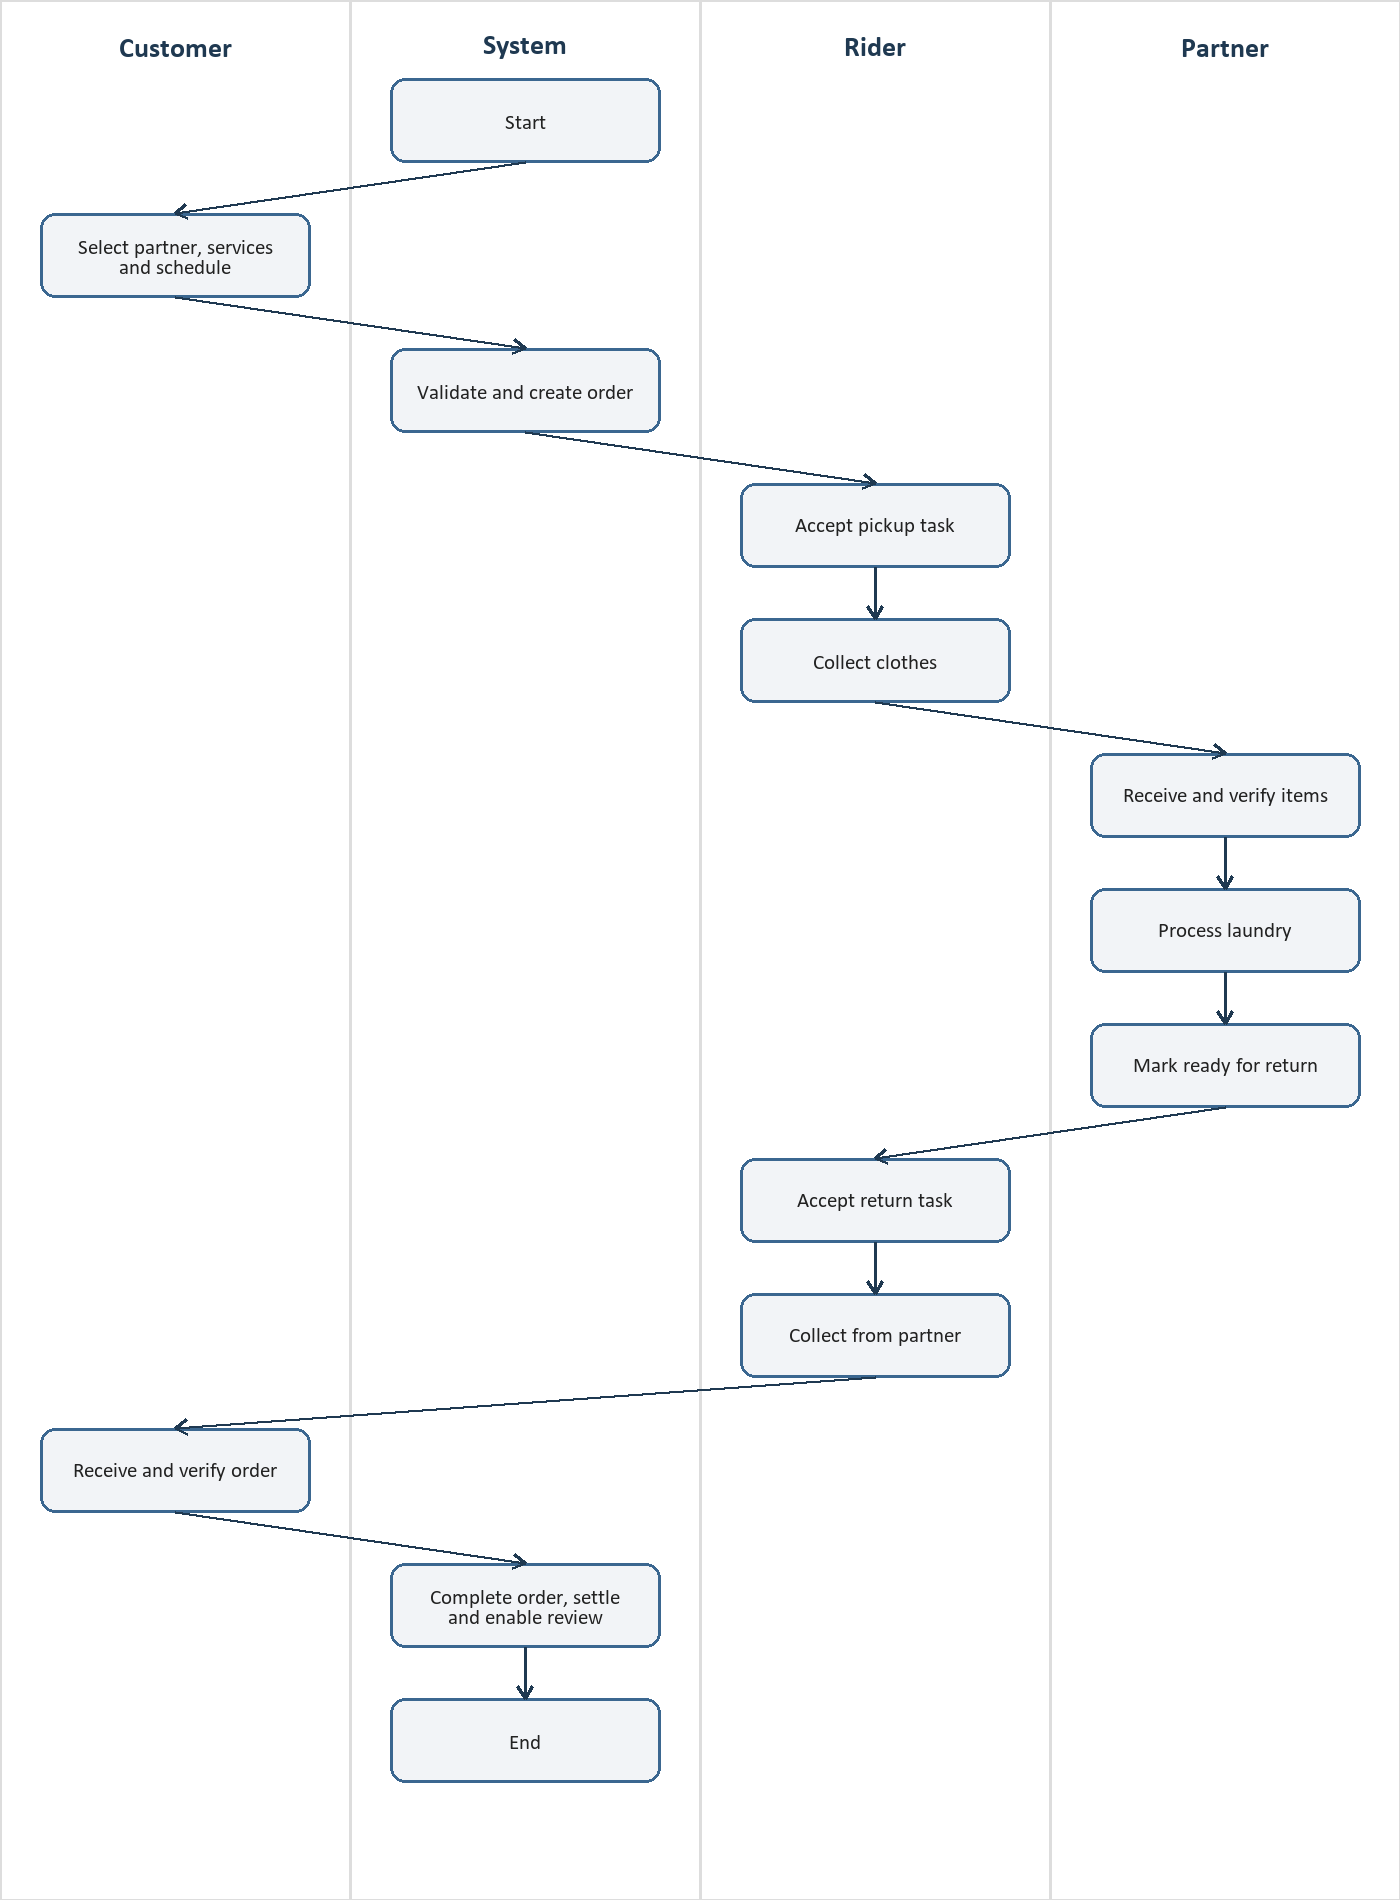 Customer
System
Rider
Partner
Start
Select partner, services
and schedule
Validate and create order
Accept pickup task
Collect clothes
Receive and verify items
Process laundry
Mark ready for return
Accept return task
Collect from partner
Receive and verify order
Complete order, settle
and enable review
End